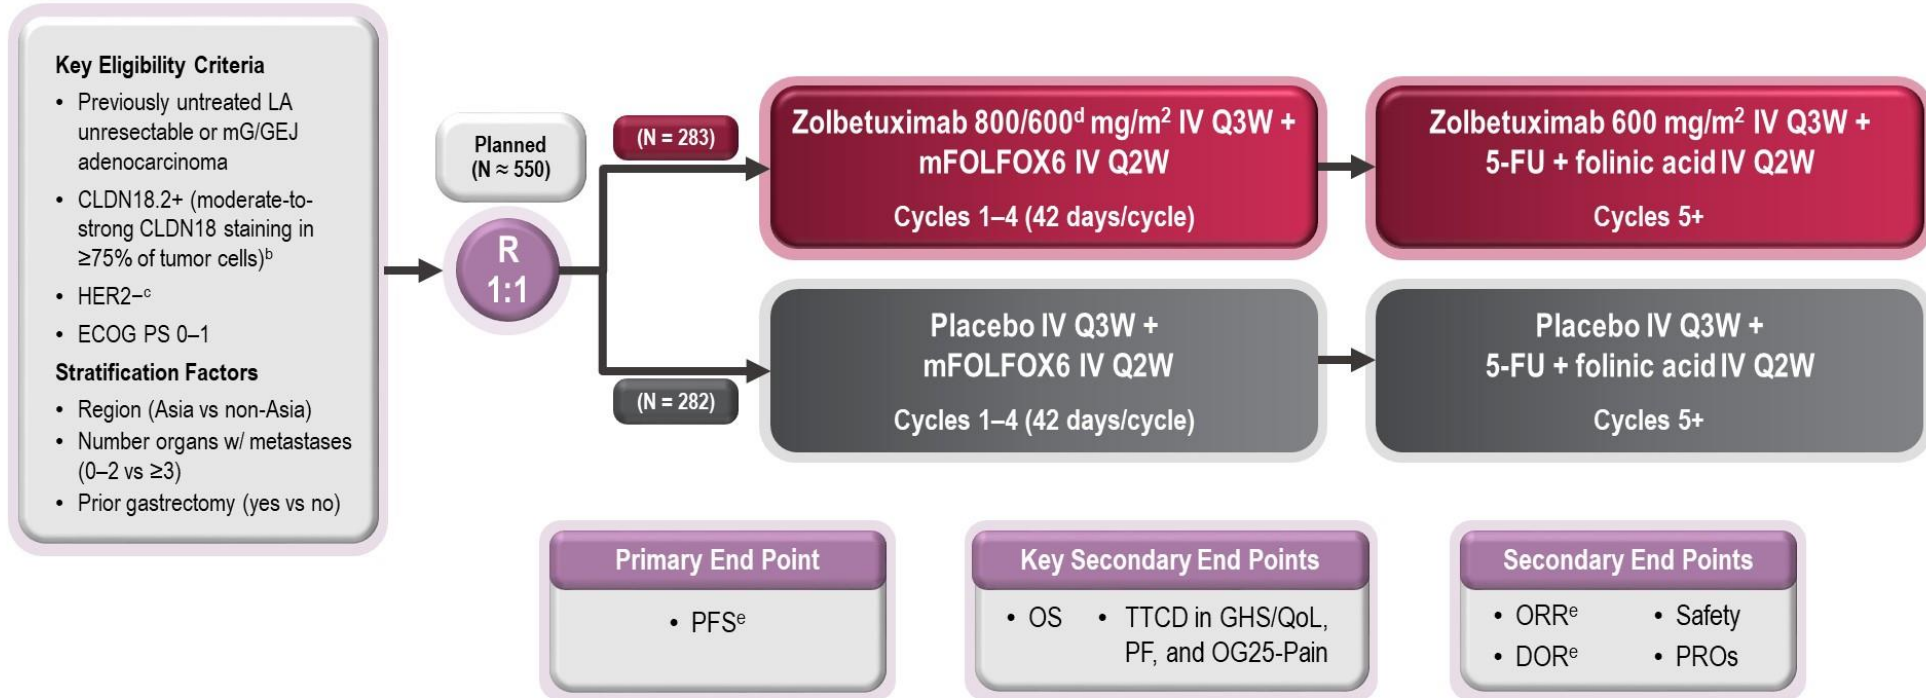 Key Eligibility Criteria
• Previously untreated LA
unresectable or mG/GEJ
adenocarcinoma
• CLDN18.2+ (moderate-to-
strong CLDN18 staining in
≥75% of tumor cells)ᵇ
• HER2–ᶜ
• ECOG PS 0–1
Stratification Factors
• Region (Asia vs non-Asia)
• Number organs w/ metastases
(0–2 vs ≥3)
• Prior gastrectomy (yes vs no)
Planned
(N ≈ 550)
R
1:1
(N = 283)
Zolbetuximab 800/600ᵈ mg/m² IV Q3W +
mFOLFOX6 IV Q2W
Cycles 1–4 (42 days/cycle)
Zolbetuximab 600 mg/m² IV Q3W +
5-FU + folinic acid IV Q2W
Cycles 5+
(N = 282)
Placebo IV Q3W +
mFOLFOX6 IV Q2W
Cycles 1–4 (42 days/cycle)
Placebo IV Q3W +
5-FU + folinic acid IV Q2W
Cycles 5+
Primary End Point
• PFSᵉ
Key Secondary End Points
• OS
• TTCD in GHS/QoL,
PF, and OG25-Pain
Secondary End Points
• ORRᵉ
• DORᵉ
• Safety
• PROs